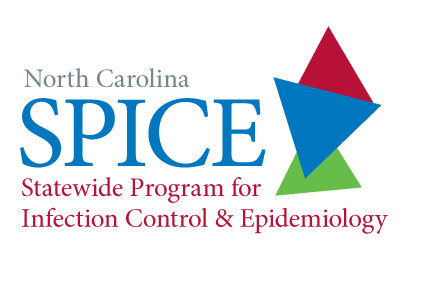 North Carolina
SPICE
Statewide Program for
Infection Control & Epidemiology